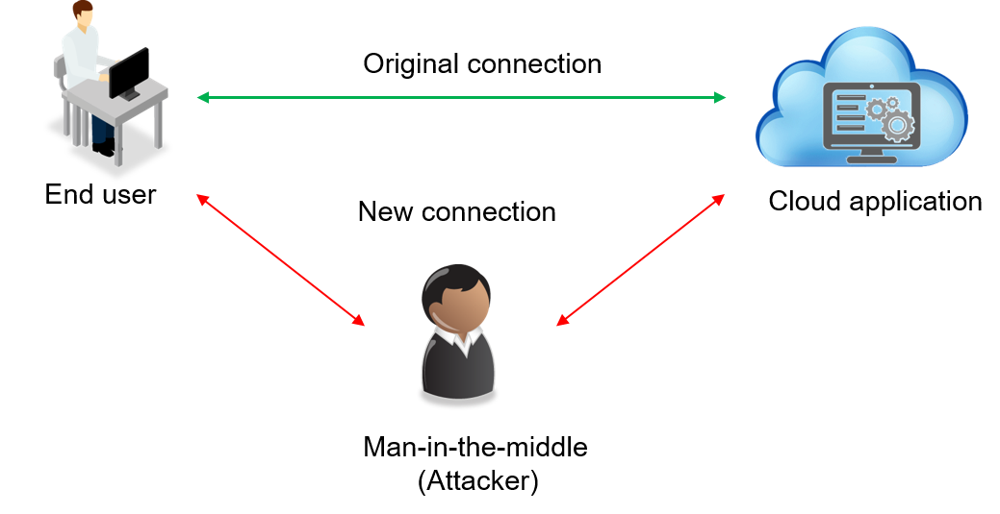 Original connection
End user
Cloud application
New connection
Man-in-the-middle
(Attacker)